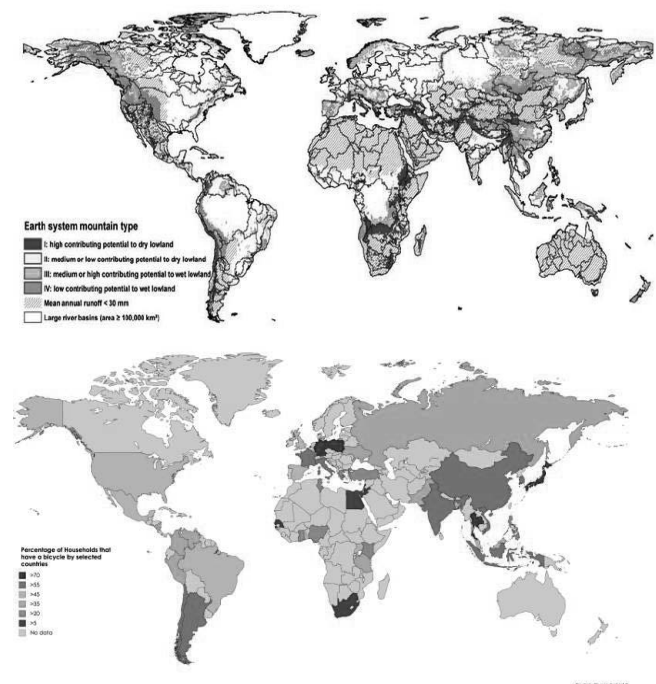 Earth system mountain type
I: high contributing potential to dry lowland
II: medium or low contributing potential to dry lowland
III: medium or high contributing potential to wet lowland
IV: low contributing potential to wet lowland
Mean annual runoff < 30 mm
Large river basins (area ≥ 100,000 km²)
Percentage of Households that
have a bicycle by selected
countries
>70
>55
>45
>35
>20
>5
No data